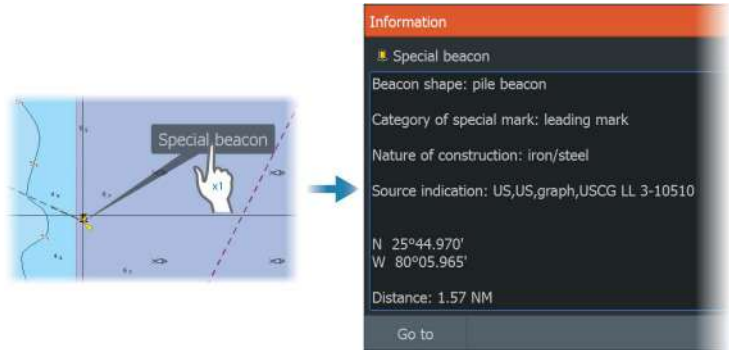 Special beacon
x1
Information
Special beacon
Beacon shape: pile beacon
Category of special mark: leading mark
Nature of construction: iron/steel
Source indication: US,US,graph,USCG LL 3-10510
N 25°44.970'
W 80°05.965'
Distance: 1.57 NM
Go to